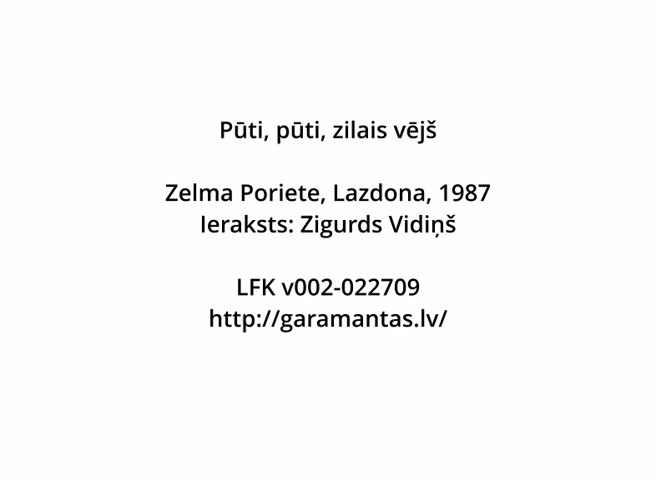 Pūti, pūti, zilais vējš
Zelma Poriete, Lazdona, 1987
Ieraksts: Zigurds Vidiņš
LFK v002-022709
http://garamantas.lv/